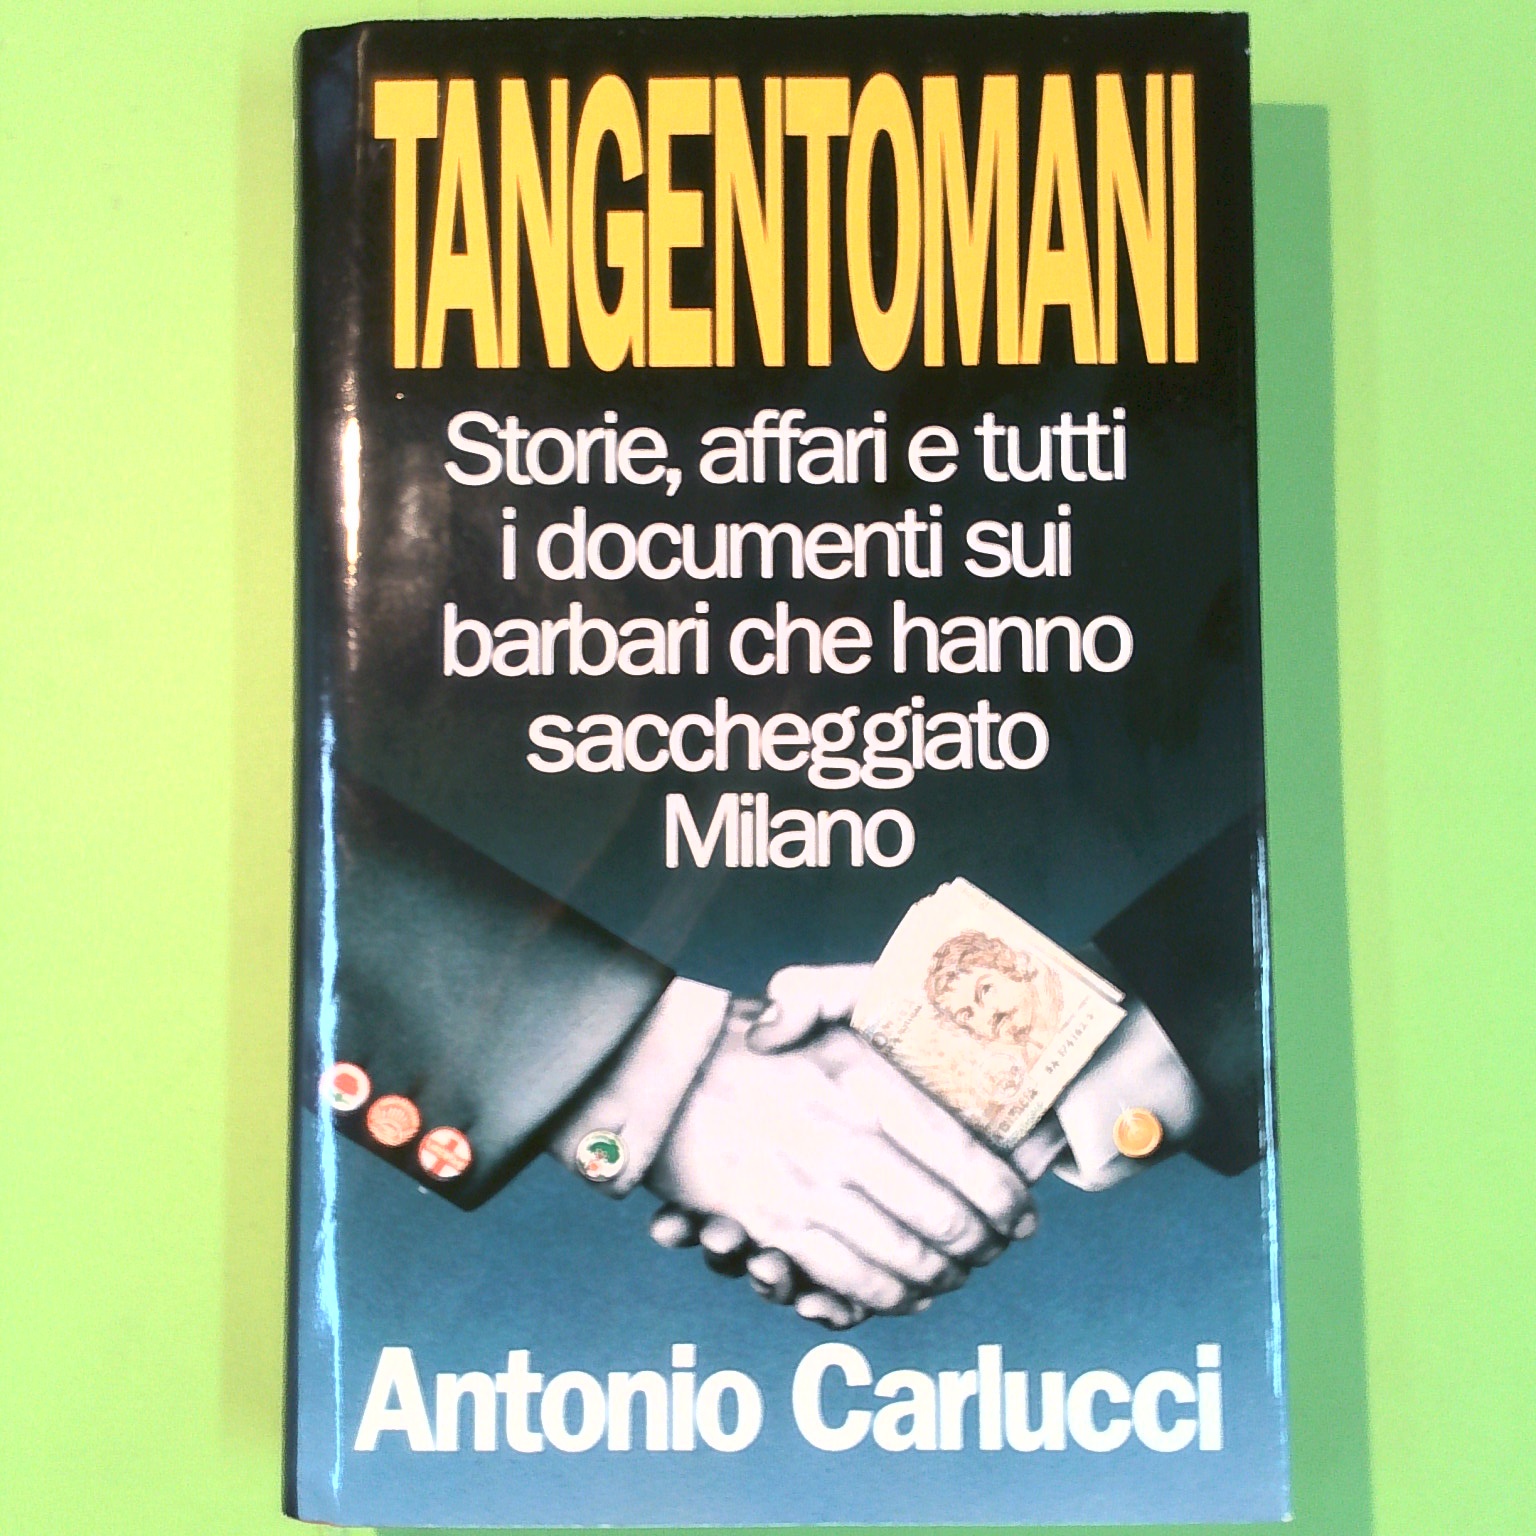 TANGENTOMANI
Storie, affari e tutti
i documenti sui
barbari che hanno
saccheggiato
Milano
Antonio Carlucci